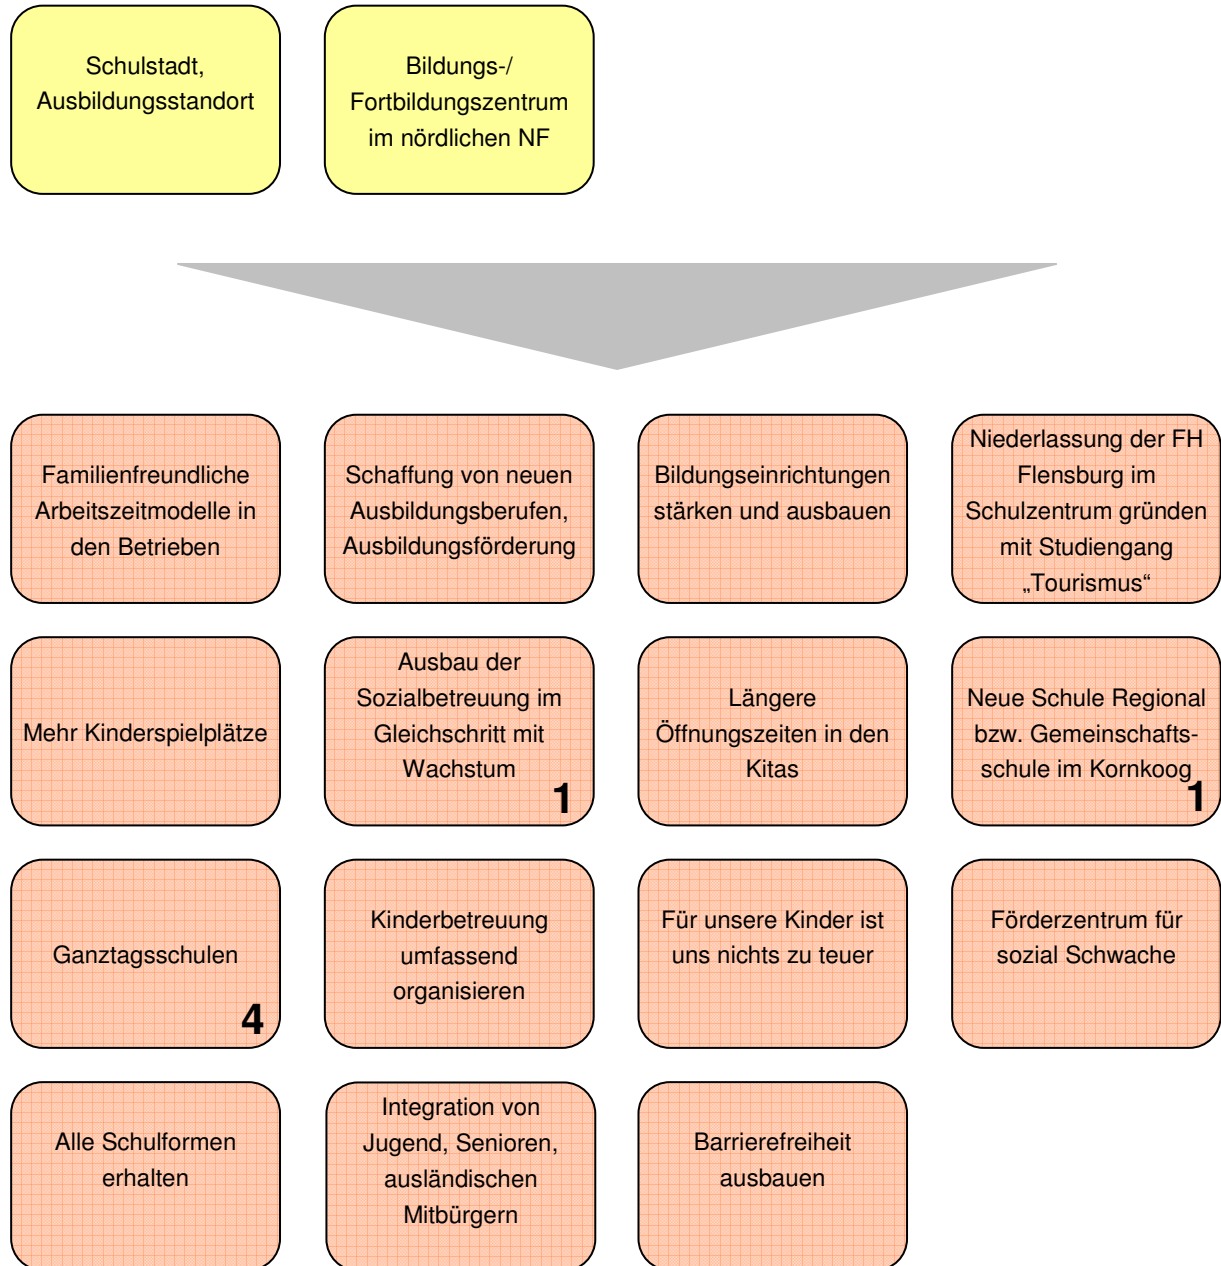 Schulstadt,
Ausbildungsstandort
Bildungs-/
Fortbildungszentrum
im nördlichen NF
Familienfreundliche
Arbeitszeitmodelle in
den Betrieben
Schaffung von neuen
Ausbildungsberufen,
Ausbildungsförderung
Bildungseinrichtungen
stärken und ausbauen
Niederlassung der FH
Flensburg im
Schulzentrum gründen
mit Studiengang
„Tourismus“
Mehr Kinderspielplätze
Ausbau der
Sozialbetreuung im
Gleichschritt mit
Wachstum
1
Längere
Öffnungszeiten in den
Kitas
Neue Schule Regional
bzw. Gemeinschafts-
schule im Kornkoog
1
Ganztagsschulen
4
Kinderbetreuung
umfassend
organisieren
Für unsere Kinder ist
uns nichts zu teuer
Förderzentrum für
sozial Schwache
Alle Schulformen
erhalten
Integration von
Jugend, Senioren,
ausländischen
Mitbürgern
Barrierefreiheit
ausbauen